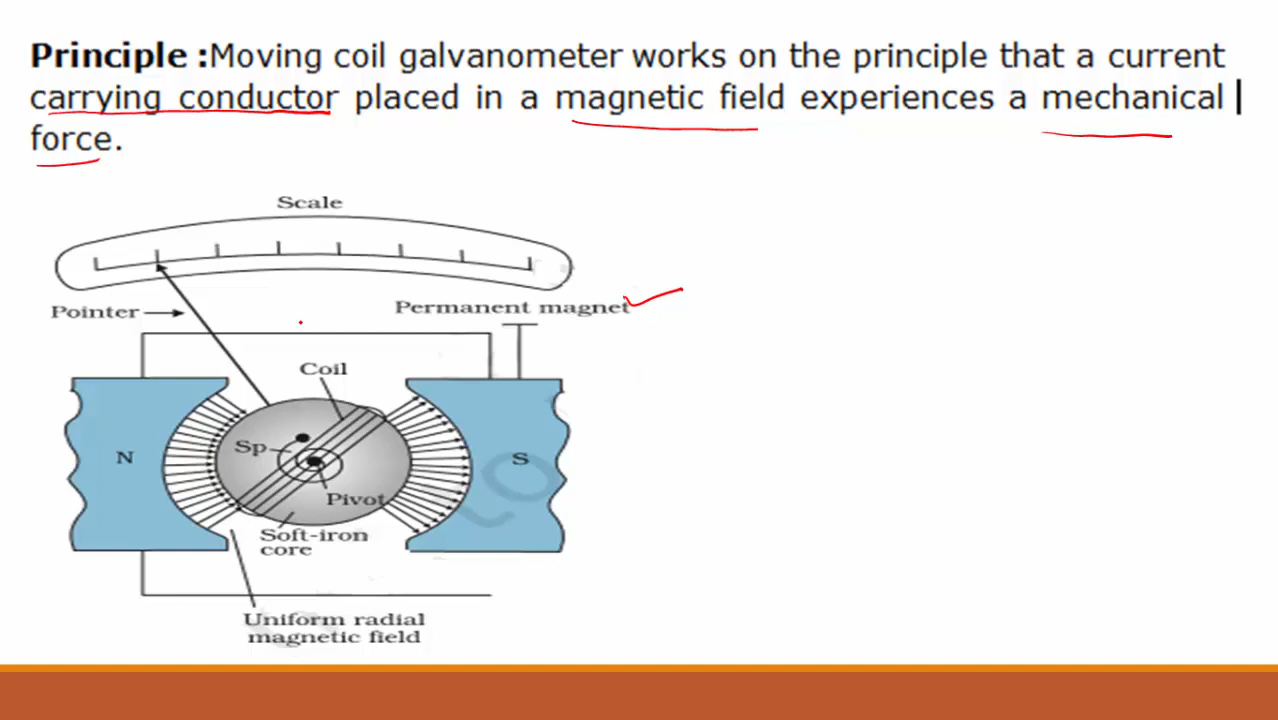 Principle :Moving coil galvanometer works on the principle that a current
carrying conductor placed in a magnetic field experiences a mechanical
force.
Scale
Pointer
Permanent magnet
Coil
N
Sp
S
Pivot
Soft-iron
core
Uniform radial
magnetic field